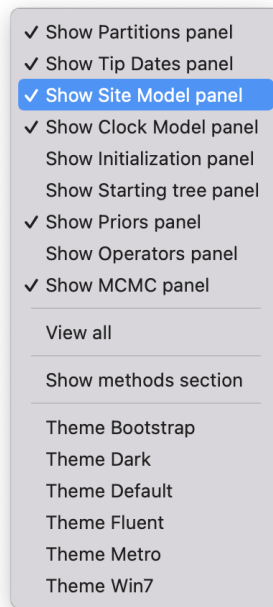 ✓ Show Partitions panel
✓ Show Tip Dates panel
✓ Show Site Model panel
✓ Show Clock Model panel
Show Initialization panel
Show Starting tree panel
✓ Show Priors panel
Show Operators panel
✓ Show MCMC panel
View all
Show methods section
Theme Bootstrap
Theme Dark
Theme Default
Theme Fluent
Theme Metro
Theme Win7